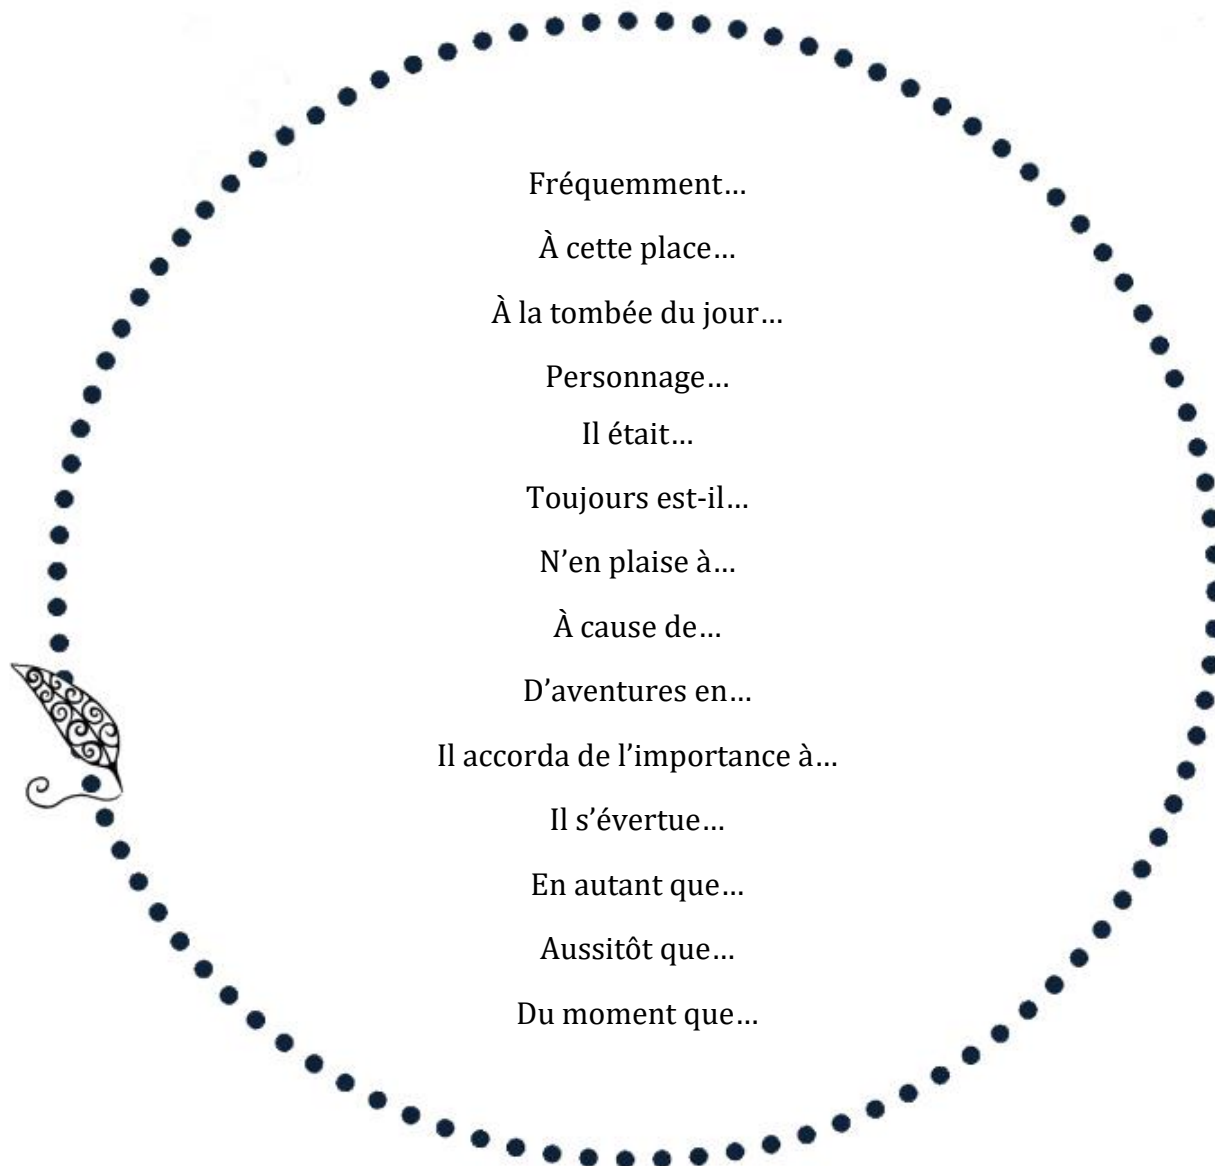 Fréquemment…
À cette place…
À la tombée du jour…
Personnage…
Il était…
Toujours est-il…
N’en plaise à…
À cause de…
D’aventures en…
Il accorda de l’importance à…
Il s’évertue…
En autant que…
Aussitôt que…
Du moment que…